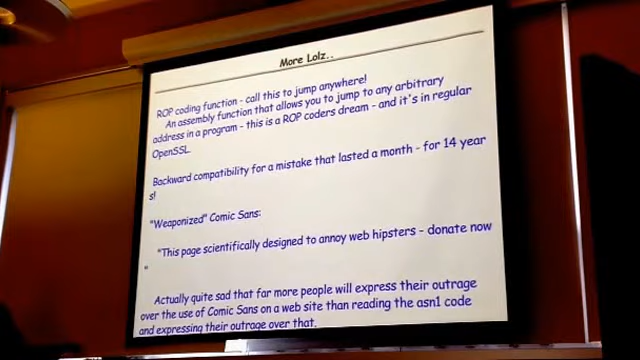 More Lolz..
ROP coding function - call this to jump anywhere!
An assembly function that allows you to jump to any arbitrary
address in a program - this is a ROP coders dream - and it's in regular
OpenSSL.
Backward compatibility for a mistake that lasted a month - for 14 year
s!
"Weaponized" Comic Sans:
"This page scientifically designed to annoy web hipsters - donate now
"
Actually quite sad that far more people will express their outrage
over the use of Comic Sans on a web site than reading the asn1 code
and expressing their outrage over that.